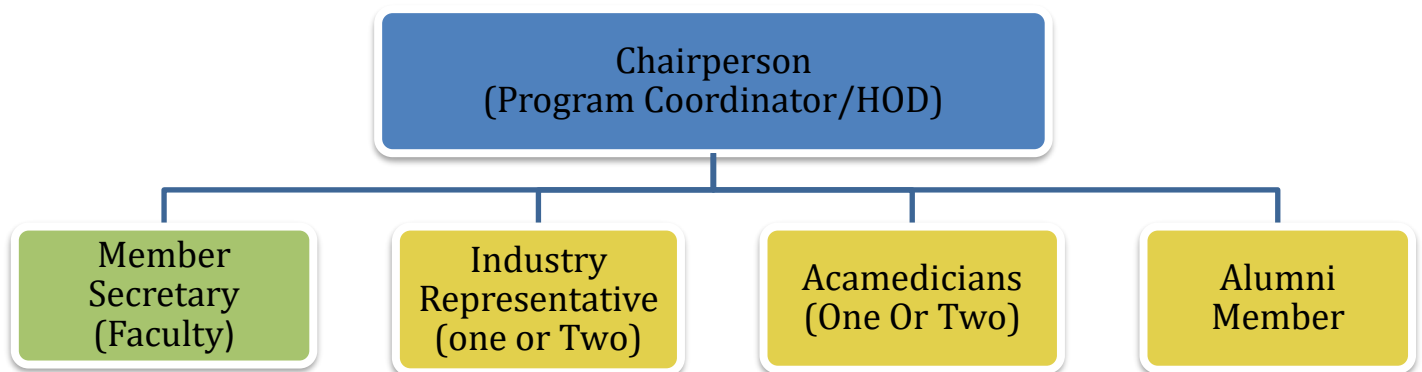 Chairperson
(Program Coordinator/HOD)
Member
Secretary
(Faculty)
Industry
Representative
(one or Two)
Acamedicians
(One Or Two)
Alumni
Member